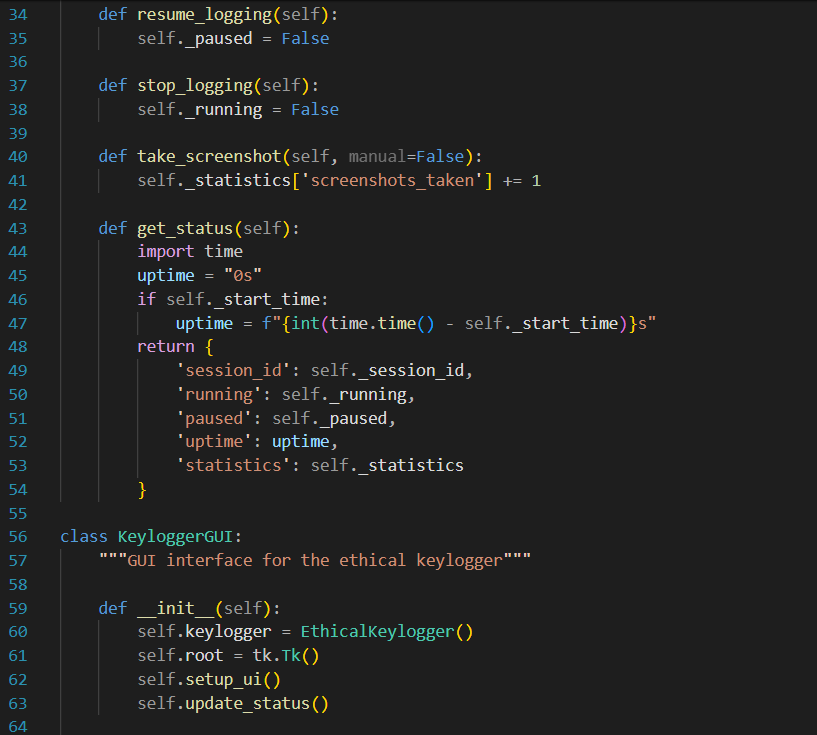 34 def resume_logging(self):
35 self._paused = False
36
37 def stop_logging(self):
38 self._running = False
39
40 def take_screenshot(self, manual=False):
41 self._statistics['screenshots_taken'] += 1
42
43 def get_status(self):
44 import time
45 uptime = "0s"
46 if self._start_time:
47 uptime = f"{int(time.time() - self._start_time)}s"
48 return {
49 'session_id': self._session_id,
50 'running': self._running,
51 'paused': self._paused,
52 'uptime': uptime,
53 'statistics': self._statistics
54 }
55
56 class KeyloggerGUI:
57 """GUI interface for the ethical keylogger"""
58
59 def __init__(self):
60 self.keylogger = EthicalKeylogger()
61 self.root = tk.Tk()
62 self.setup_ui()
63 self.update_status()
64